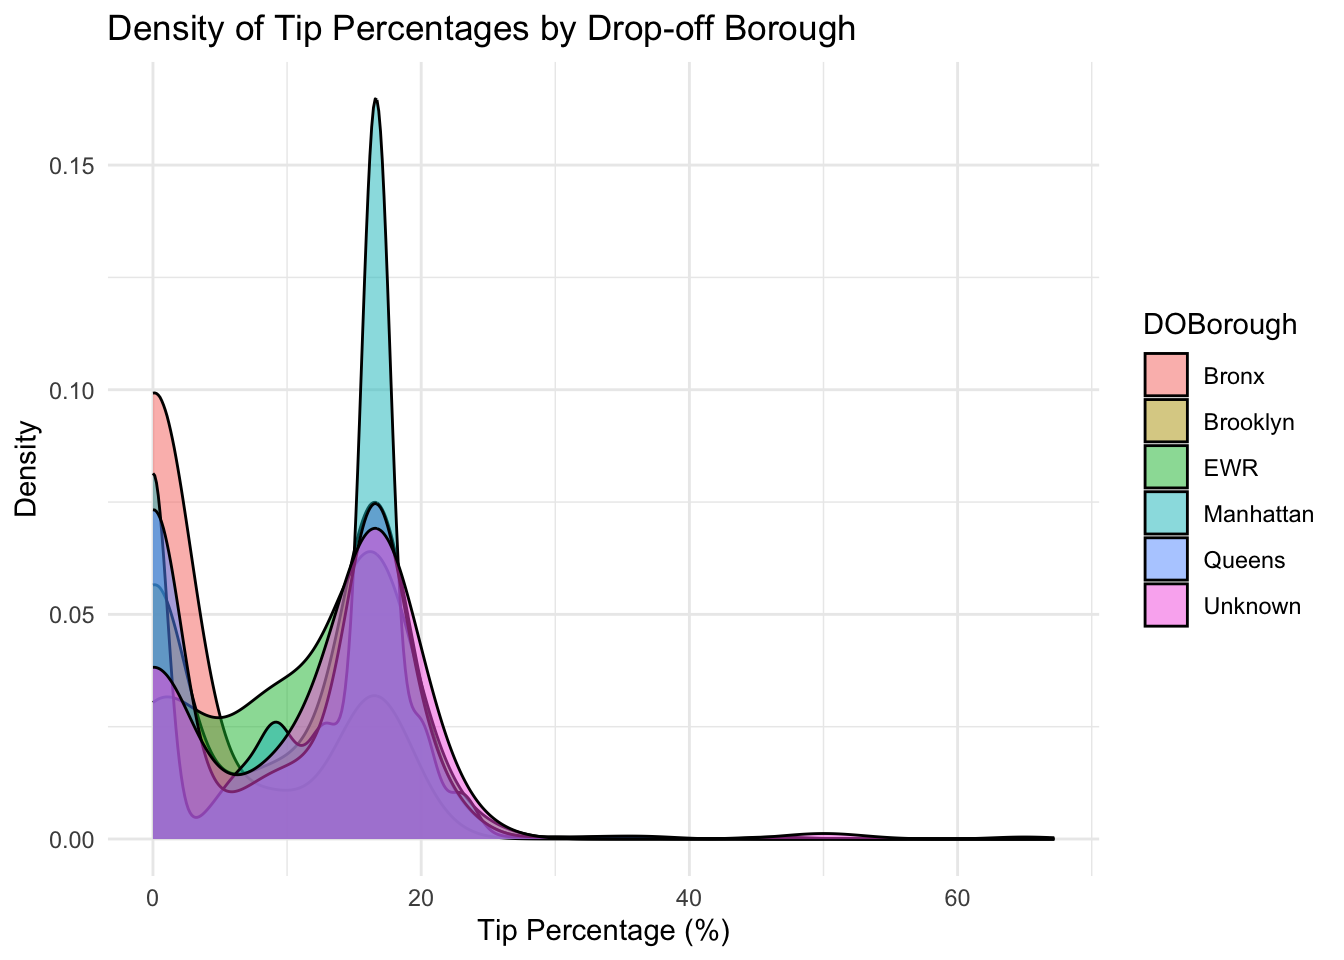 Density of Tip Percentages by Drop-off Borough
0.15
0.10
0.05
0.00
Density
0 20 40 60
Tip Percentage (%)
DOBorough
Bronx
Brooklyn
EWR
Manhattan
Queens
Unknown